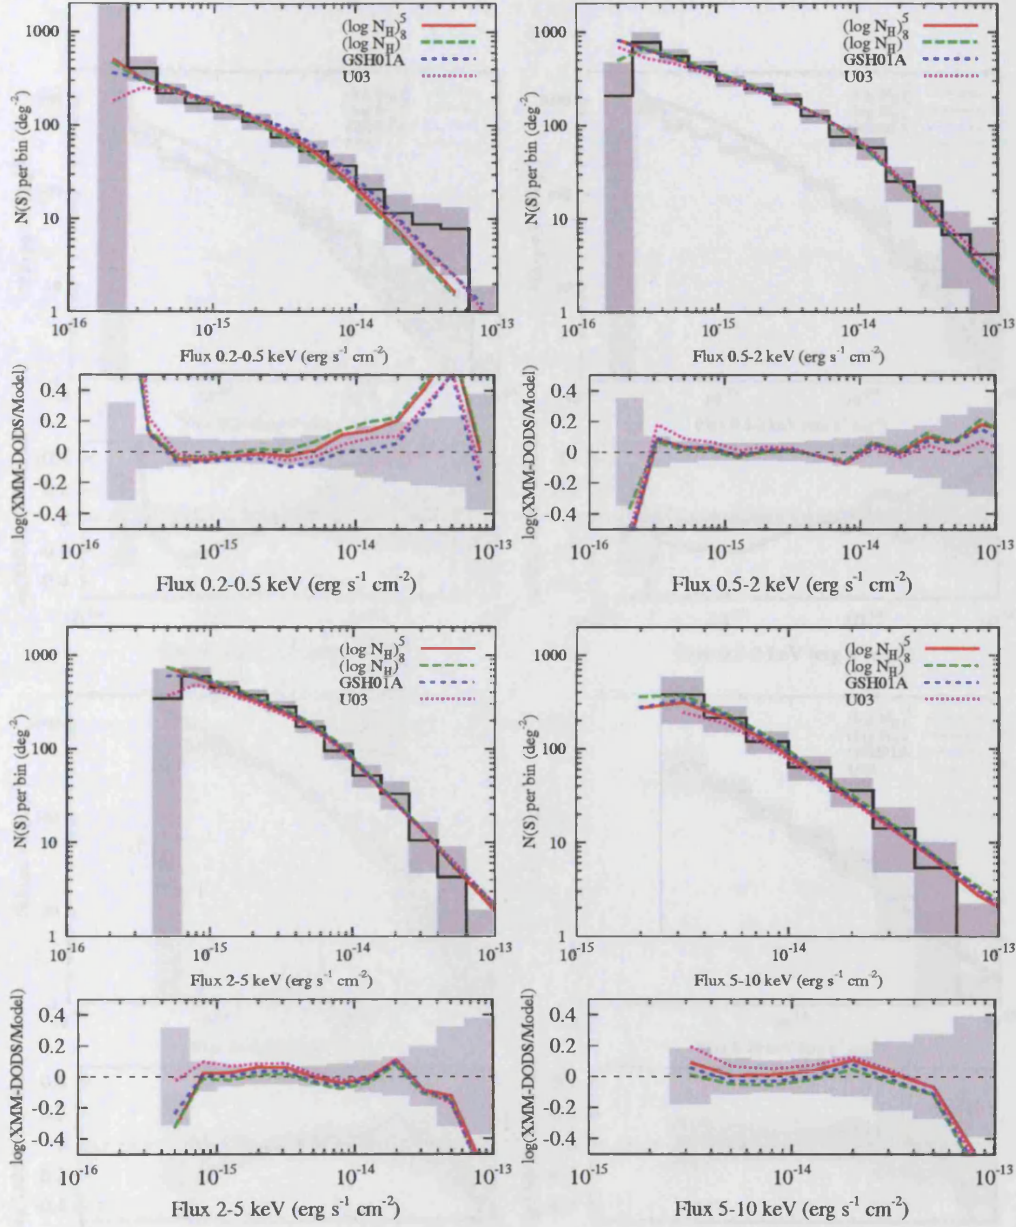 1000
100
10
1
N(S) per bin (deg⁻²)
(log N_H)⁵
(log N_H)⁸
GSH01A
U03
10⁻¹⁶ 10⁻¹⁵ 10⁻¹⁴ 10⁻¹³
Flux 0.2-0.5 keV (erg s⁻¹ cm⁻²)
1000
100
10
1
N(S) per bin (deg⁻²)
(log N_H)⁵
(log N_H)⁸
GSH01A
U03
10⁻¹⁶ 10⁻¹⁵ 10⁻¹⁴ 10⁻¹³
Flux 0.5-2 keV (erg s⁻¹ cm⁻²)
log(XMM-DODS/Model)
0.4
0.2
0
-0.2
-0.4
10⁻¹⁶ 10⁻¹⁵ 10⁻¹⁴ 10⁻¹³
Flux 0.2-0.5 keV (erg s⁻¹ cm⁻²)
log(XMM-DODS/Model)
0.4
0.2
0
-0.2
-0.4
10⁻¹⁶ 10⁻¹⁵ 10⁻¹⁴ 10⁻¹³
Flux 0.5-2 keV (erg s⁻¹ cm⁻²)
1000
100
10
1
N(S) per bin (deg⁻²)
(log N_H)⁵
(log N_H)⁸
GSH01A
U03
10⁻¹⁶ 10⁻¹⁵ 10⁻¹⁴ 10⁻¹³
Flux 2-5 keV (erg s⁻¹ cm⁻²)
1000
100
10
1
N(S) per bin (deg⁻²)
(log N_H)⁵
(log N_H)⁸
GSH01A
U03
10⁻¹⁵ 10⁻¹⁴ 10⁻¹³
Flux 5-10 keV (erg s⁻¹ cm⁻²)
log(XMM-DODS/Model)
0.4
0.2
0
-0.2
-0.4
10⁻¹⁶ 10⁻¹⁵ 10⁻¹⁴ 10⁻¹³
Flux 2-5 keV (erg s⁻¹ cm⁻²)
log(XMM-DODS/Model)
0.4
0.2
0
-0.2
-0.4
10⁻¹⁵ 10⁻¹⁴ 10⁻¹³
Flux 5-10 keV (erg s⁻¹ cm⁻²)